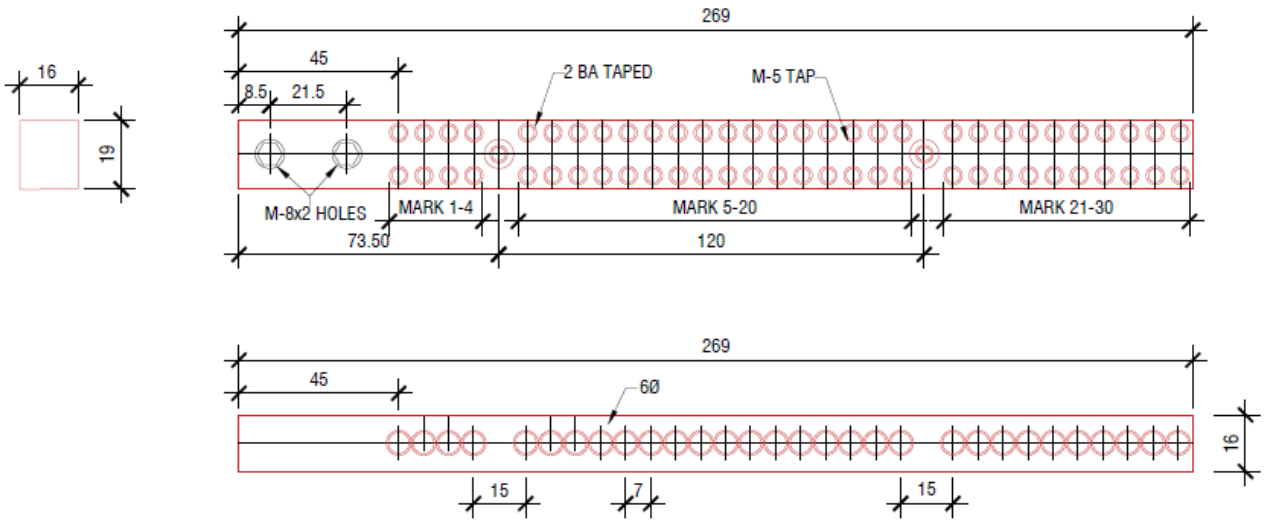 269
45
16
8.5 21.5
2 BA TAPED
M-5 TAP
19
M-8x2 HOLES
MARK 1-4
MARK 5-20
MARK 21-30
73.50
120
269
45
6Ø
16
15
7
15